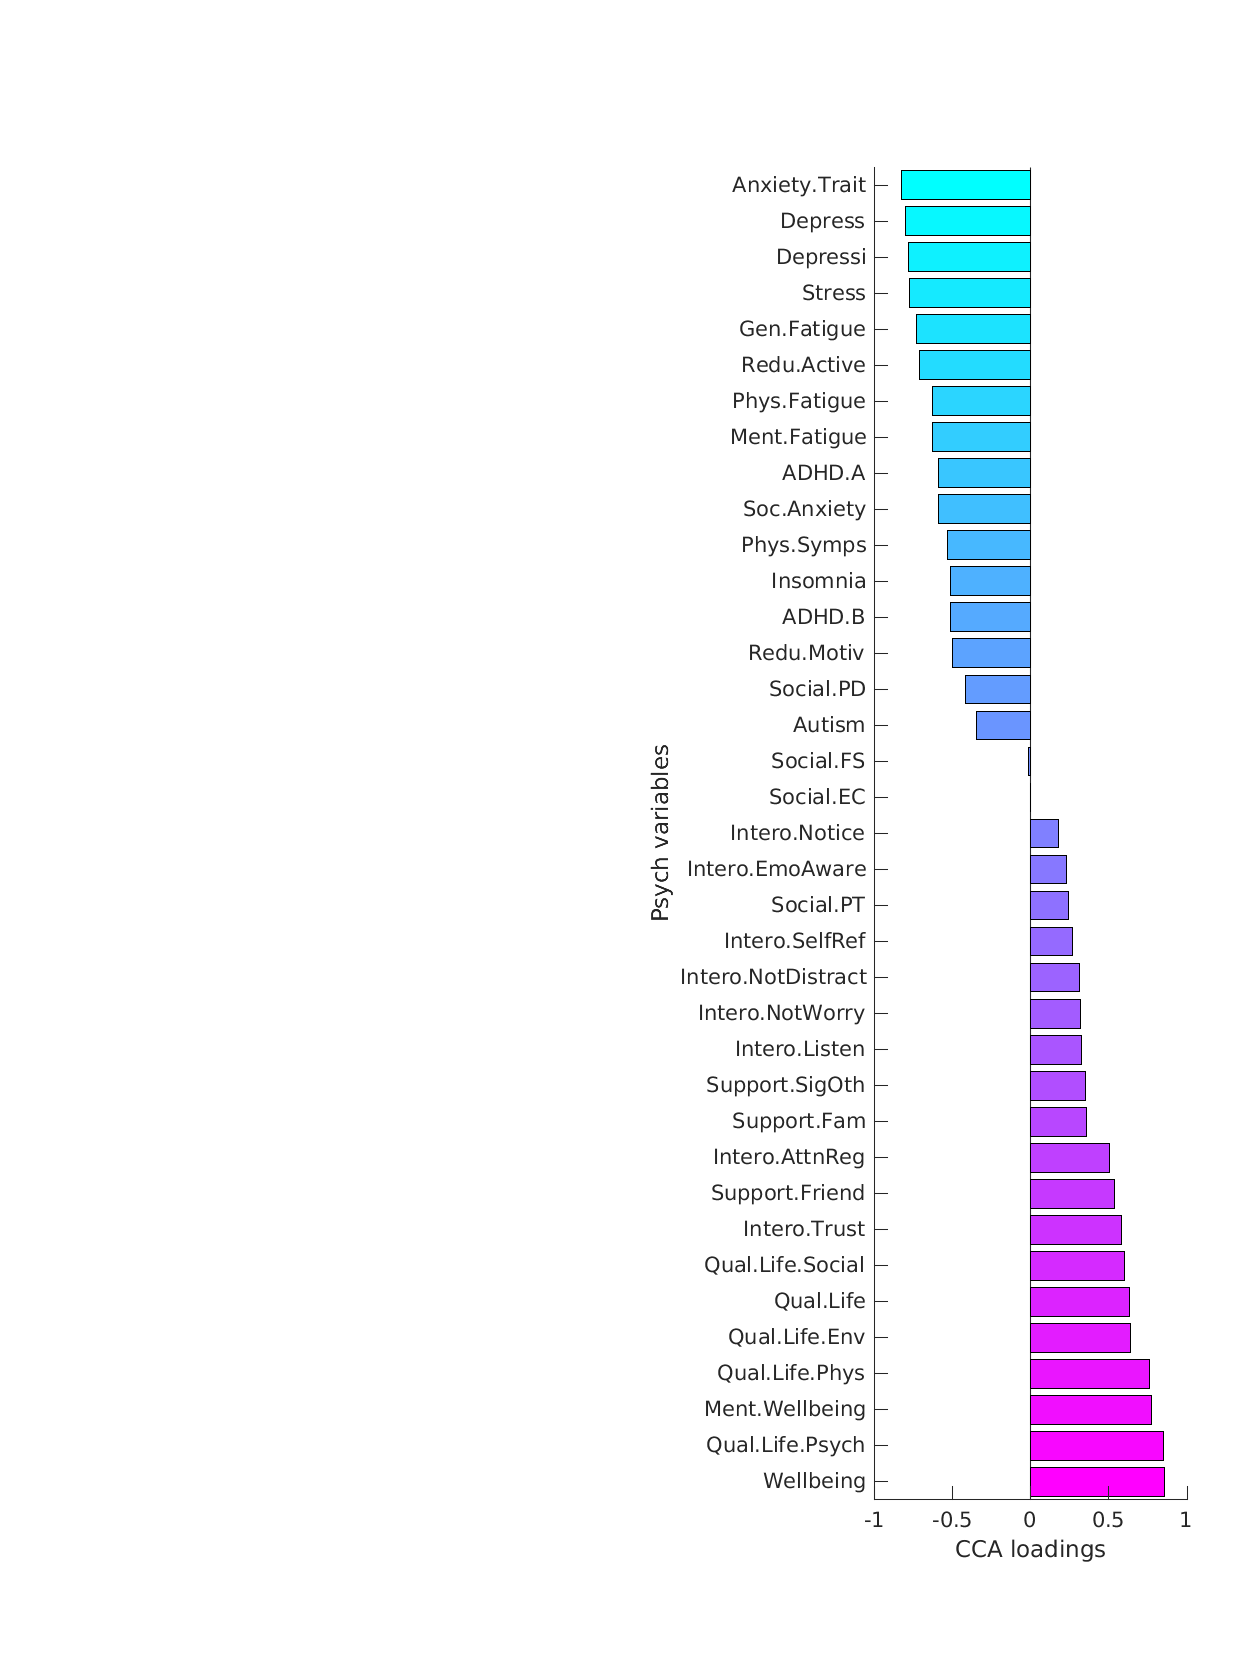 Anxiety.Trait
Depress
Depressi
Stress
Gen.Fatigue
Redu.Active
Phys.Fatigue
Ment.Fatigue
ADHD.A
Soc.Anxiety
Phys.Symps
Insomnia
ADHD.B
Redu.Motiv
Social.PD
Autism
Social.FS
Social.EC
Intero.Notice
Intero.EmoAware
Social.PT
Intero.SelfRef
Intero.NotDistract
Intero.NotWorry
Intero.Listen
Support.SigOth
Support.Fam
Intero.AttnReg
Support.Friend
Intero.Trust
Qual.Life.Social
Qual.Life
Qual.Life.Env
Qual.Life.Phys
Ment.Wellbeing
Qual.Life.Psych
Wellbeing
Psych variables
-1 -0.5 0 0.5 1
CCA loadings